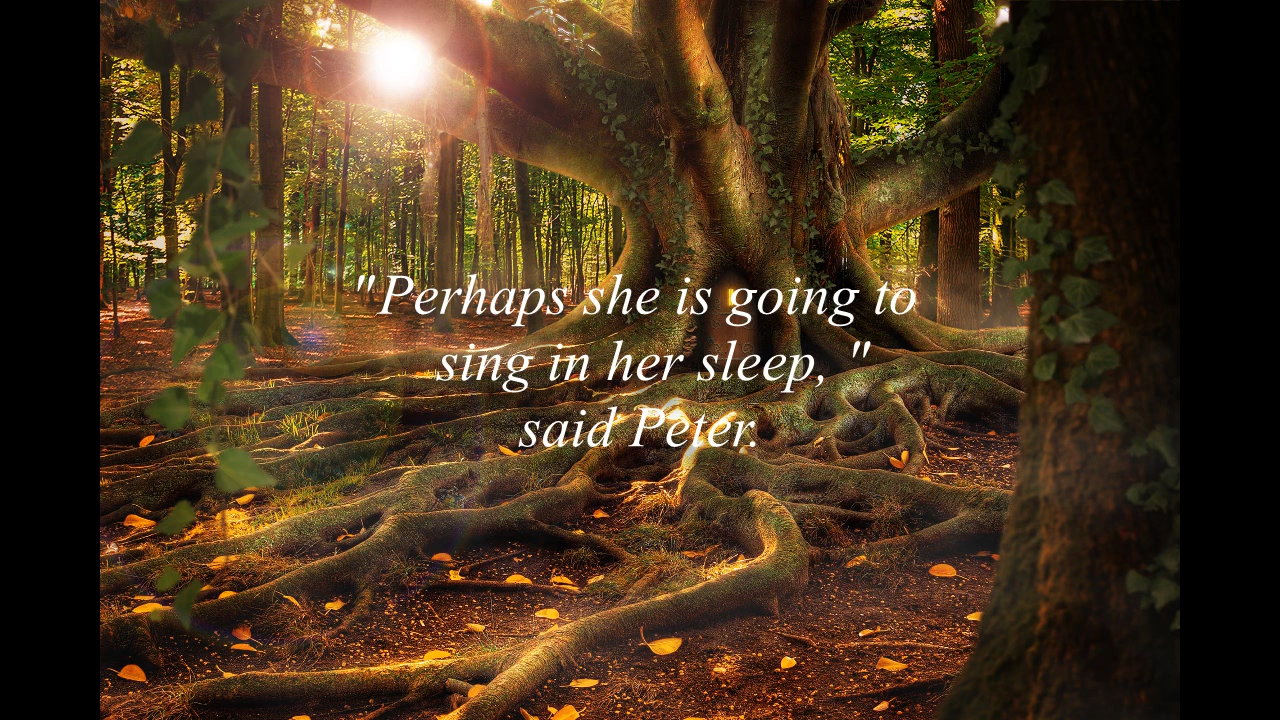 "Perhaps she is going to
sing in her sleep, "
said Peter.